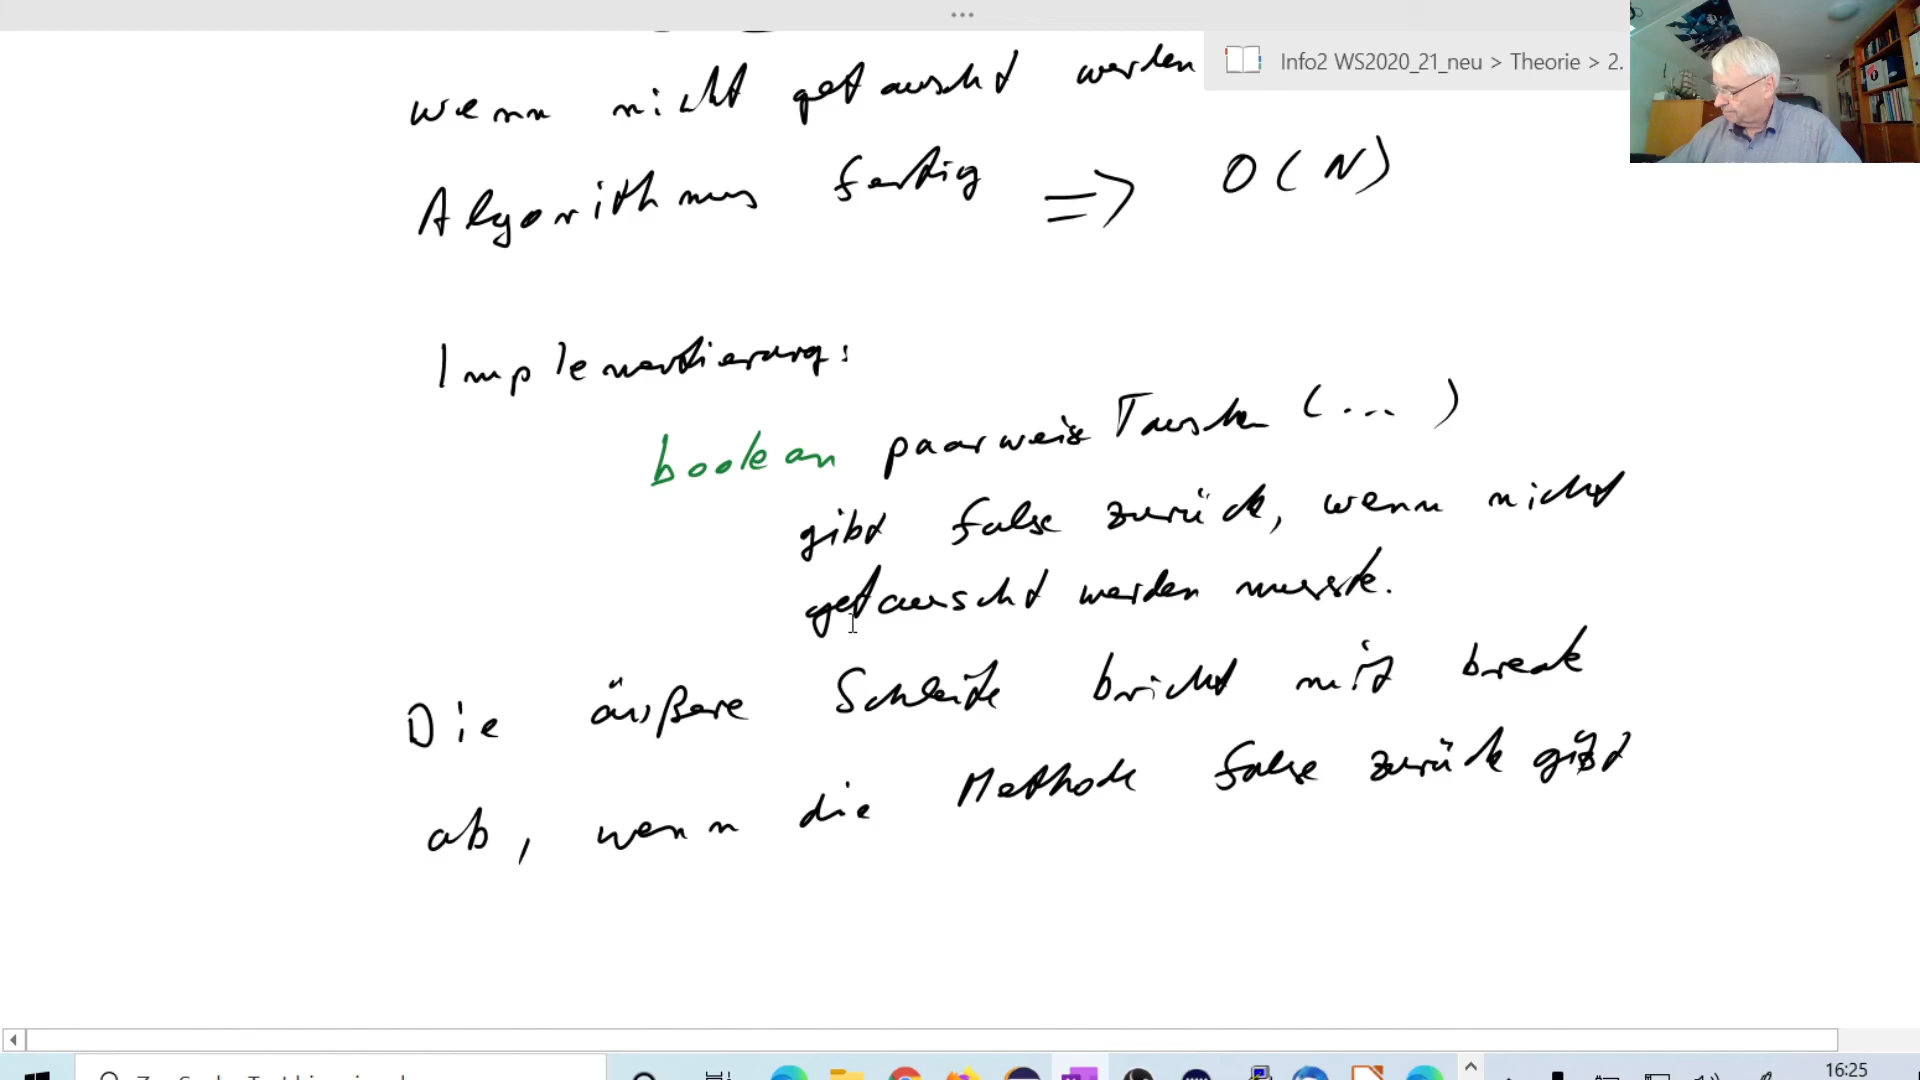 Info2 WS2020_21_neu > Theorie > 2.
wenn nicht getauscht werden
Algorithmus fertig => O(N)
Implementierung:
boolean paarweiseTauschen (... )
gibt false zurück, wenn nicht
getauscht werden musste.
Die äußere Schleife bricht mit break
ab, wenn die Methode false zurück gibt
16:25